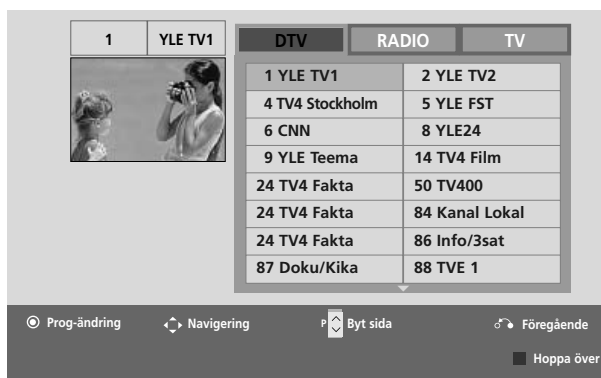 1 YLE TV1
DTV RADIO TV
1 YLE TV1 2 YLE TV2
4 TV4 Stockholm 5 YLE FST
6 CNN 8 YLE24
9 YLE Teema 14 TV4 Film
24 TV4 Fakta 50 TV400
24 TV4 Fakta 84 Kanal Lokal
24 TV4 Fakta 86 Info/3sat
87 Doku/Kika 88 TVE 1
Prog-ändring Navigering P Byt sida Föregående
Hoppa över